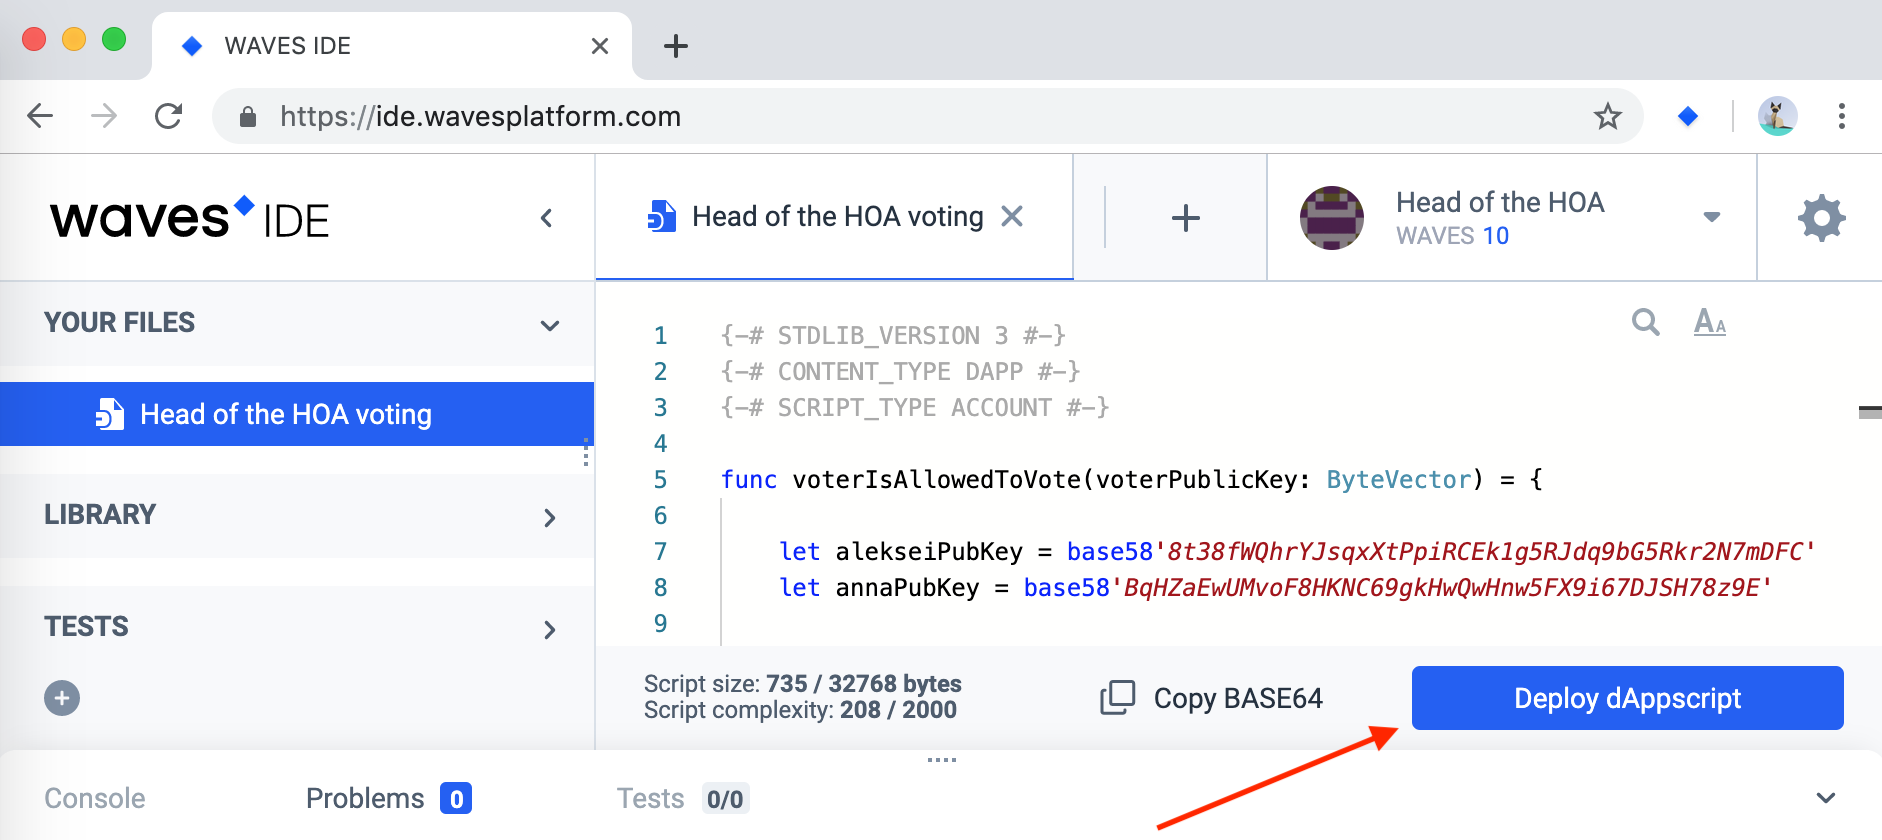 WAVES IDE
https://ide.wavesplatform.com
waves IDE
Head of the HOA voting
Head of the HOA
WAVES 10
YOUR FILES
Head of the HOA voting
LIBRARY
TESTS
1 {-# STDLIB_VERSION 3 #-}
2 {-# CONTENT_TYPE DAPP #-}
3 {-# SCRIPT_TYPE ACCOUNT #-}
4
5 func voterIsAllowedToVote(voterPublicKey: ByteVector) = {
6
7 let alekseiPubKey = base58'8t38fWQhrYJsqxXtPpiRCEk1g5RJdq9bG5Rkr2N7mDFC'
8 let annaPubKey = base58'BqHZaEwUMvoF8HKNC69gkHwQwHnw5FX9i67DJSH78z9E'
9
Script size: 735 / 32768 bytes
Script complexity: 208 / 2000
Copy BASE64
Deploy dAppscript
Console
Problems 0
Tests 0/0